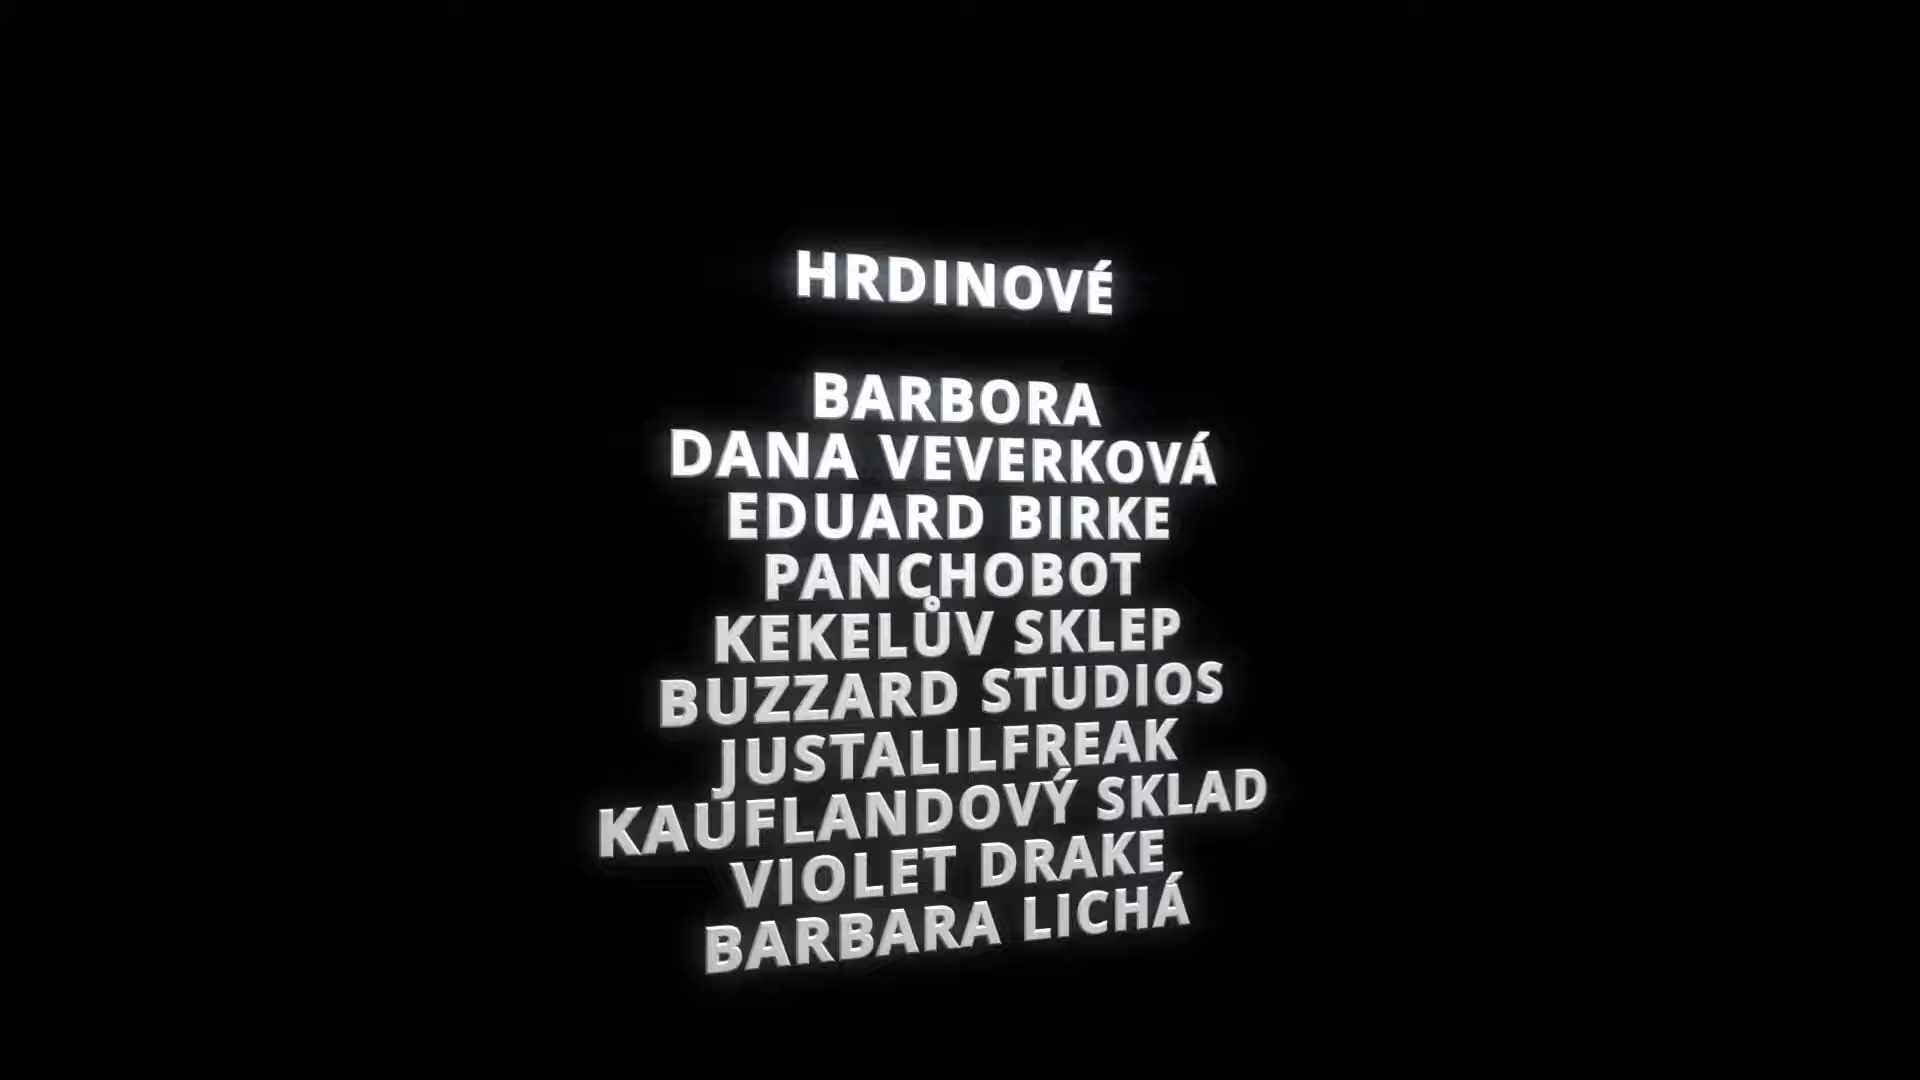 HRDINOVÉ
BARBORA
DANA VEVERKOVÁ
EDUARD BIRKE
PANCHOBOT
KEKELŮV SKLEP
BUZZARD STUDIOS
JUSTALILFREAK
KAUFLANDOVÝ SKLAD
VIOLET DRAKE
BARBARA LICHÁ